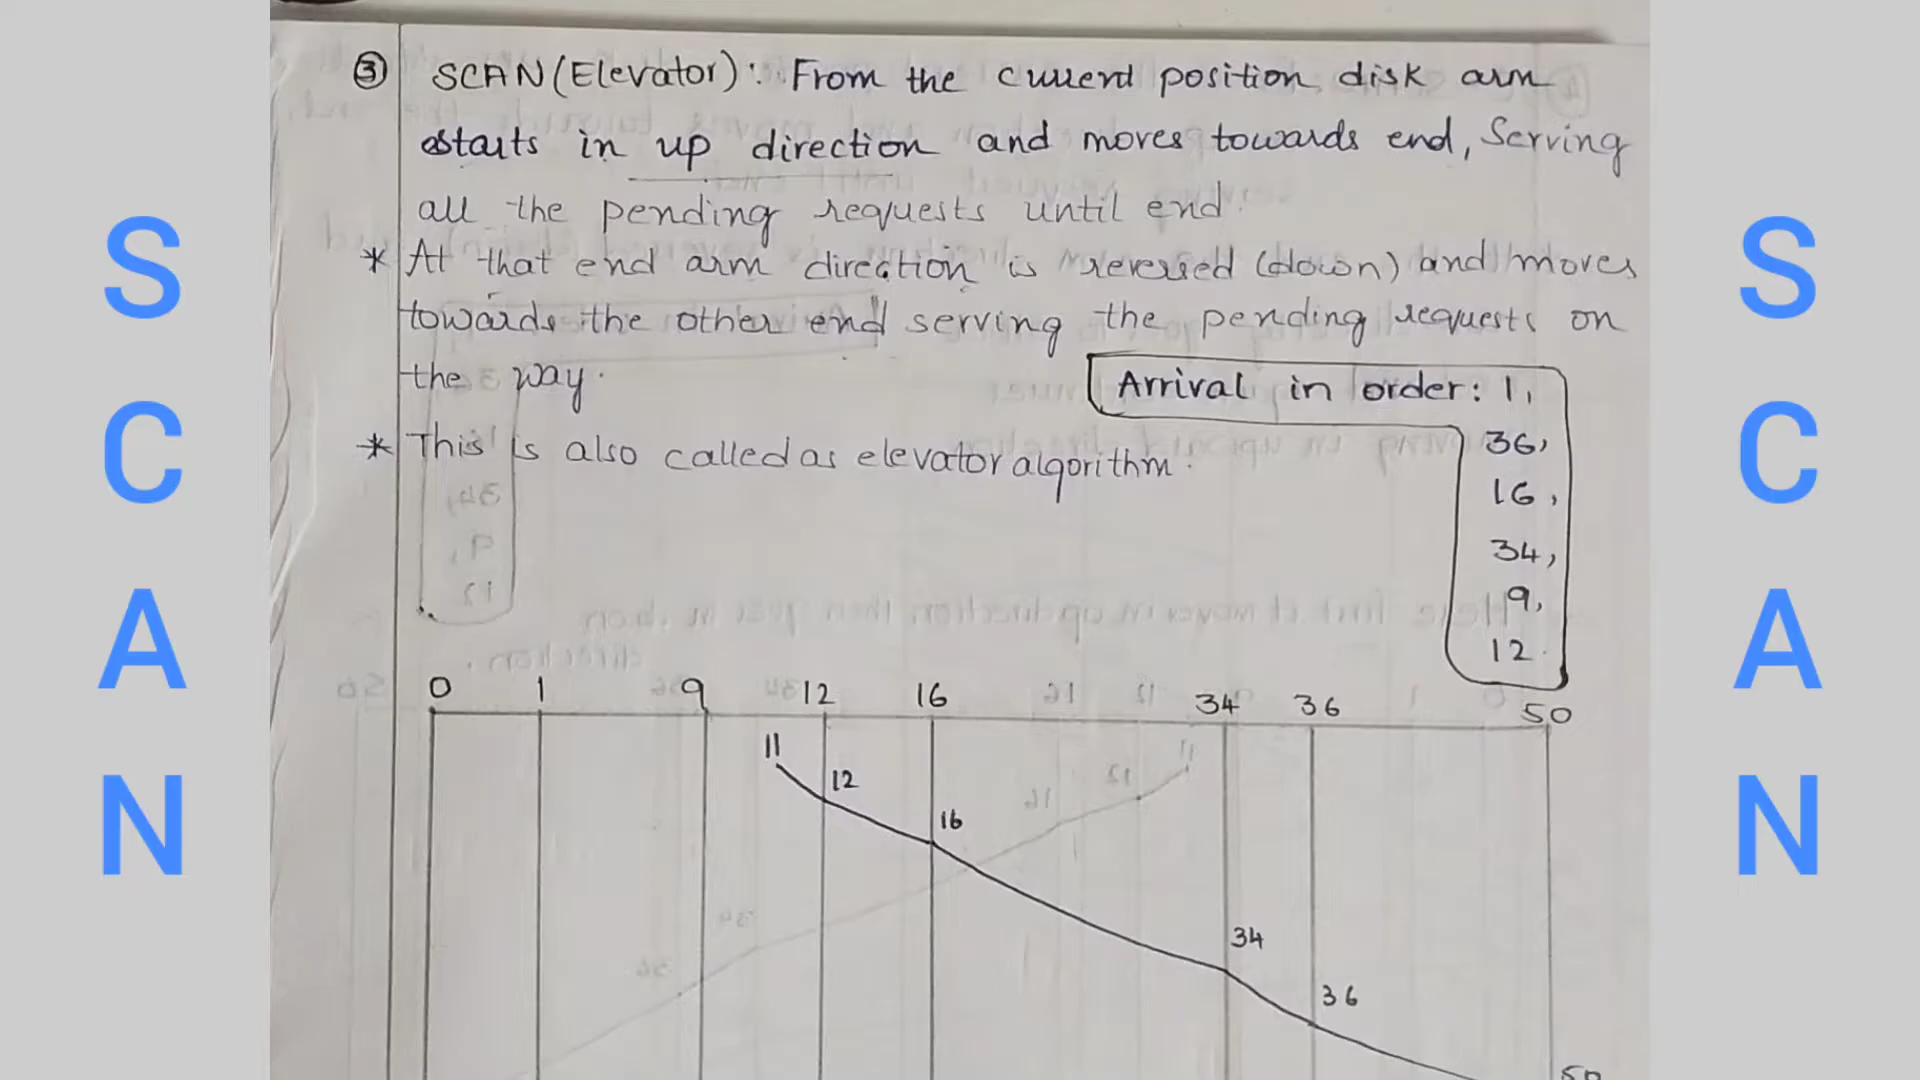 S
C
A
N
③ SCAN (Elevator): From the current position disk arm
starts in up direction and moves towards end, Serving
all the pending requests until end.
* At that end arm direction is reversed (down) and moves
towards the other end serving the pending requests on
the way.
Arrival in order: 1,
36,
16,
34,
9,
12.
* This is also called as elevator algorithm.
0 1 9 12 16 34 36 50
11
12
16
34
36
50
S
C
A
N